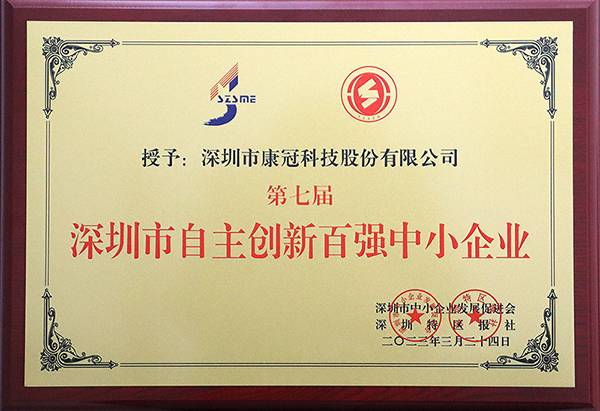 SZSME
授予：深圳市康冠科技股份有限公司
第七届
深圳市自主创新百强中小企业
深圳市中小企业发展促进会
深圳特区报社
二〇二三年三月二十四日